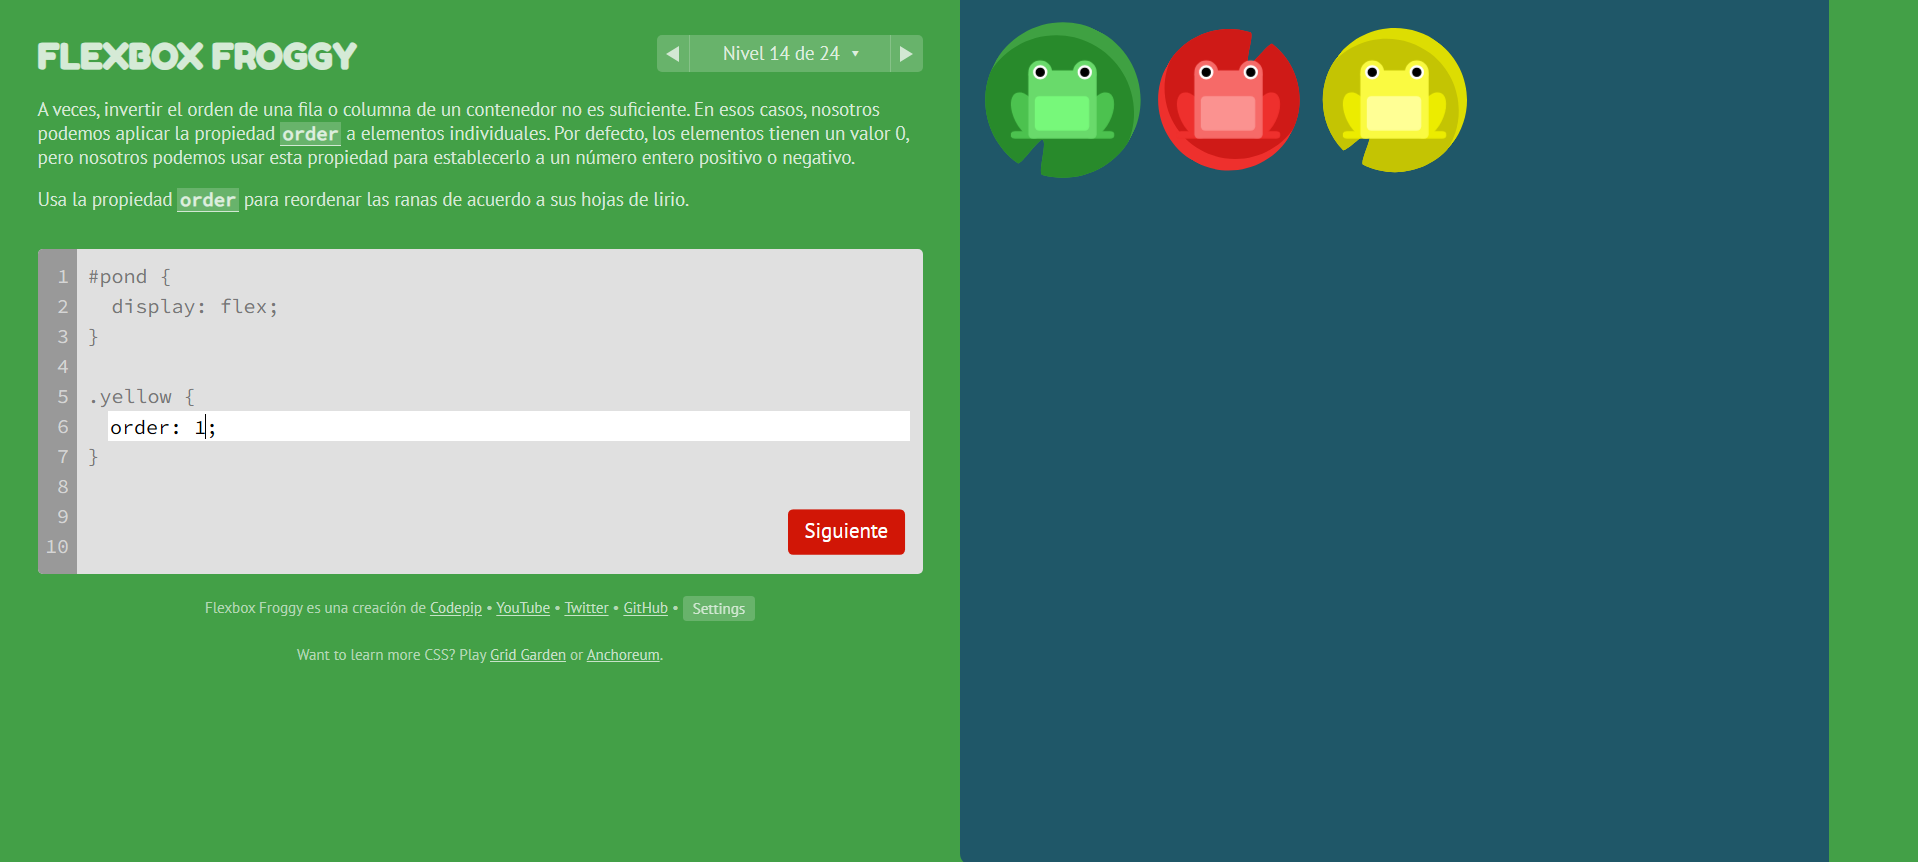 FLEXBOX FROGGY
◀ Nivel 14 de 24 ▾ ▶
A veces, invertir el orden de una fila o columna de un contenedor no es suficiente. En esos casos, nosotros
podemos aplicar la propiedad order a elementos individuales. Por defecto, los elementos tienen un valor 0,
pero nosotros podemos usar esta propiedad para establecerlo a un número entero positivo o negativo.
Usa la propiedad order para reordenar las ranas de acuerdo a sus hojas de lirio.
1 #pond {
2   display: flex;
3 }
4
5 .yellow {
6   order: 1;
7 }
8
9
10
Siguiente
Flexbox Froggy es una creación de Codepip • YouTube • Twitter • GitHub • Settings
Want to learn more CSS? Play Grid Garden or Anchoreum.